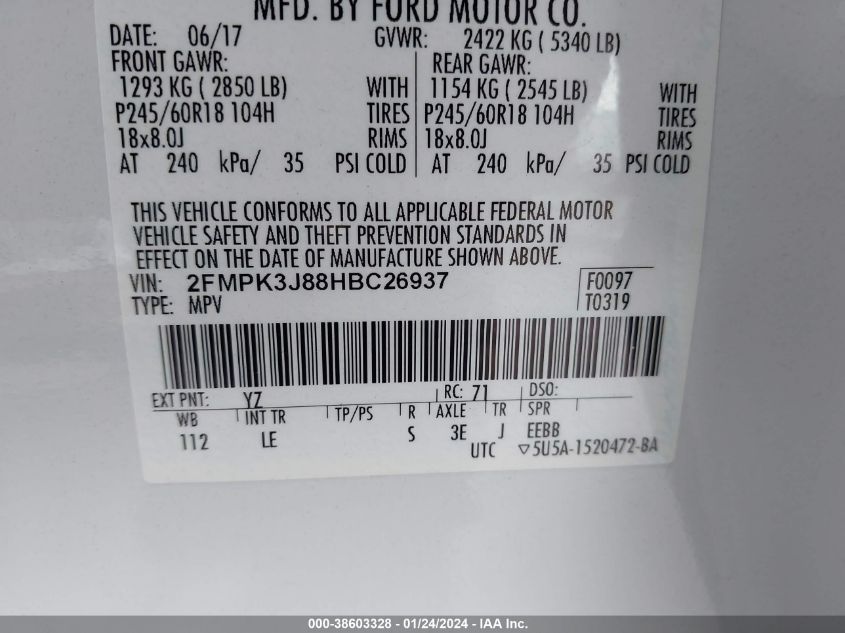 MFD. BY FORD MOTOR CO.
DATE: 06/17 GVWR: 2422 KG ( 5340 LB)
FRONT GAWR: REAR GAWR:
1293 KG ( 2850 LB) WITH 1154 KG ( 2545 LB) WITH
P245/60R18 104H TIRES P245/60R18 104H TIRES
18x8.0J RIMS 18x8.0J RIMS
AT 240 kPa/ 35 PSI COLD AT 240 kPa/ 35 PSI COLD
THIS VEHICLE CONFORMS TO ALL APPLICABLE FEDERAL MOTOR
VEHICLE SAFETY AND THEFT PREVENTION STANDARDS IN
EFFECT ON THE DATE OF MANUFACTURE SHOWN ABOVE.
VIN: 2FMPK3J88HBC26937 F0097
TYPE: MPV T0319
EXT PNT: YZ RC: 71 DSO:
WB INT TR TP/PS R AXLE TR SPR
112 LE S 3E J EEBB
UTC ▽5U5A-1520472-BA
000-38603328 - 01/24/2024 - IAA Inc.